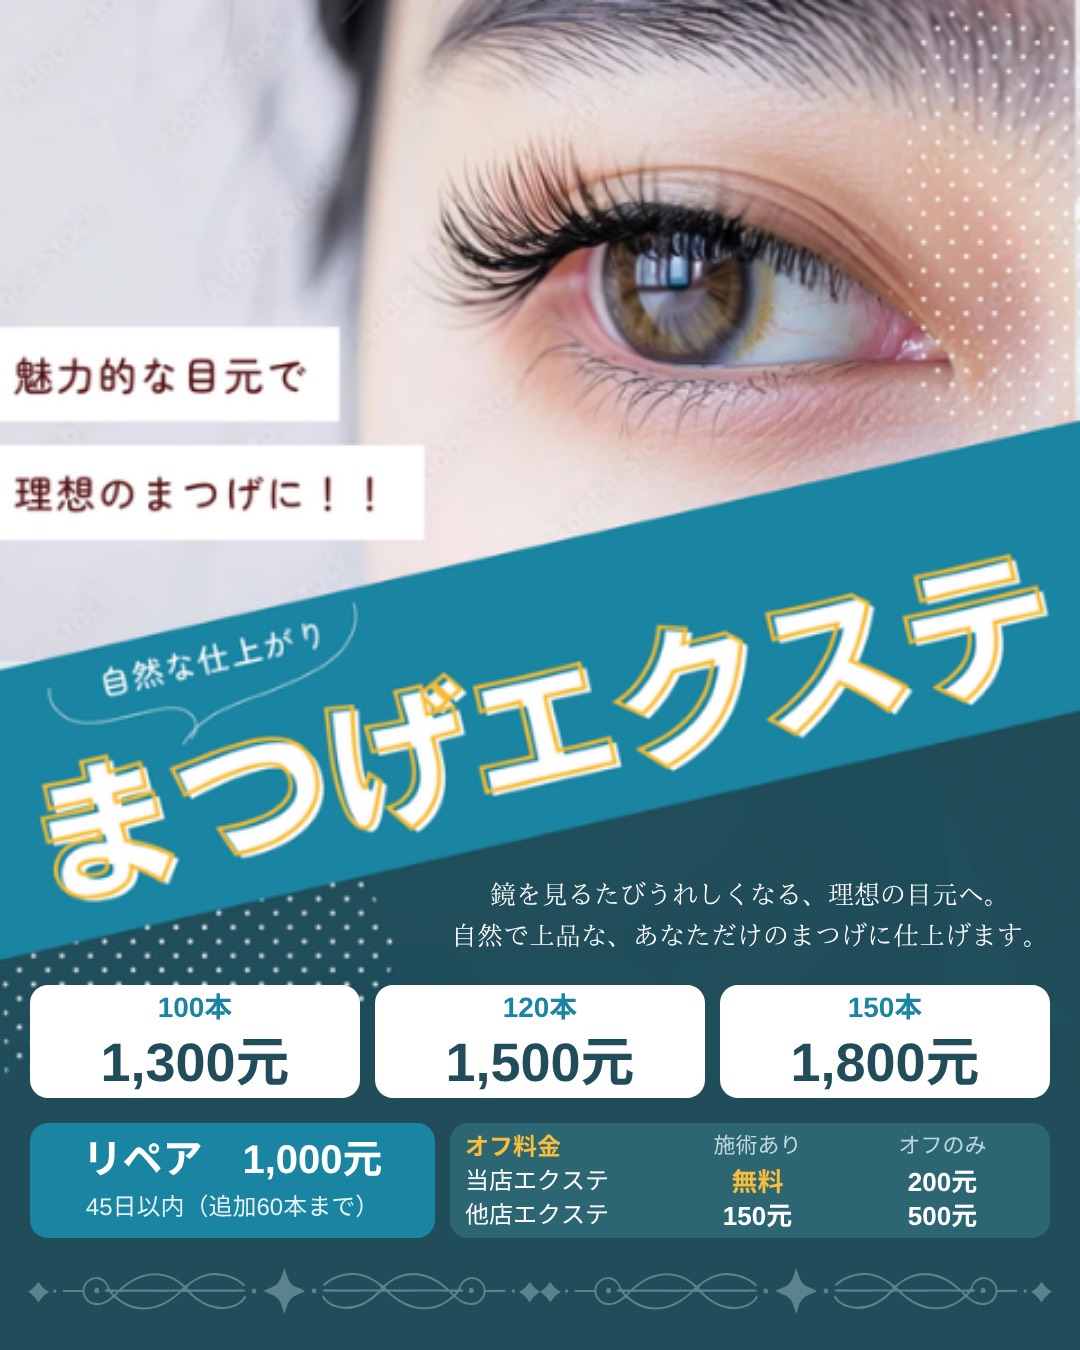 魅力的な目元で
理想のまつげに！！
自然な仕上がり
まつげエクステ
鏡を見るたびうれしくなる、理想の目元へ。
自然で上品な、あなただけのまつげに仕上げます。
100本 120本 150本
1,300元 1,500元 1,800元
リペア　1,000元
45日以内（追加60本まで）
オフ料金 施術あり オフのみ
当店エクステ 無料 200元
他店エクステ 150元 500元